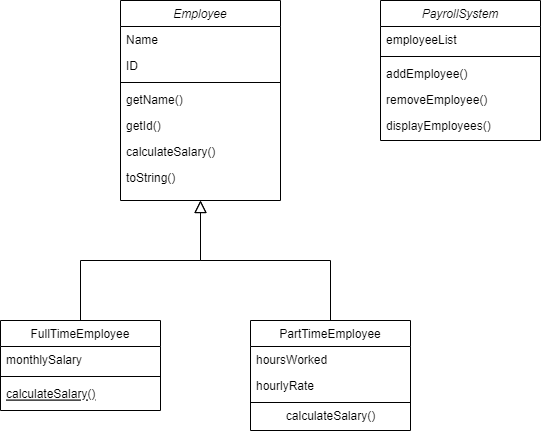 Employee
Name
ID
getName()
getId()
calculateSalary()
toString()
PayrollSystem
employeeList
addEmployee()
removeEmployee()
displayEmployees()
FullTimeEmployee
monthlySalary
calculateSalary()
PartTimeEmployee
hoursWorked
hourlyRate
calculateSalary()